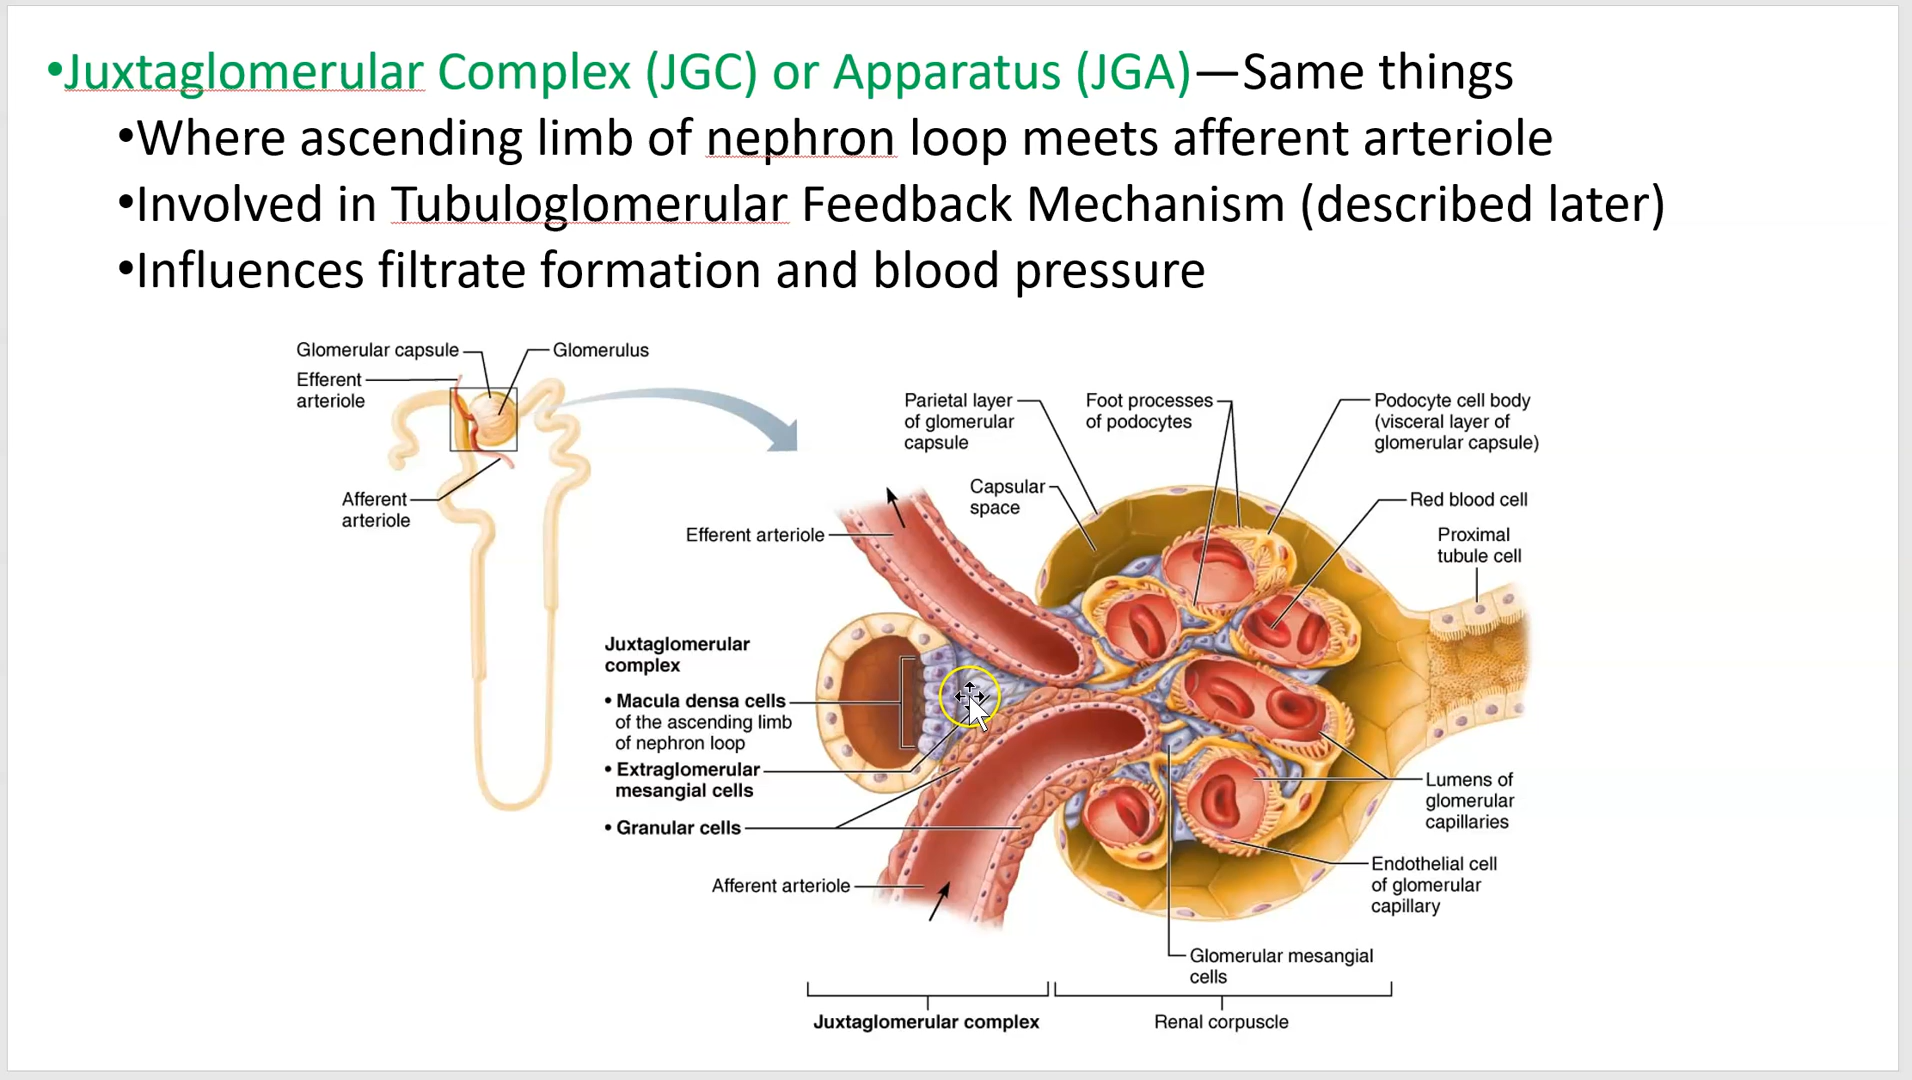 •Juxtaglomerular Complex (JGC) or Apparatus (JGA)—Same things
•Where ascending limb of nephron loop meets afferent arteriole
•Involved in Tubuloglomerular Feedback Mechanism (described later)
•Influences filtrate formation and blood pressure
Glomerular capsule
Glomerulus
Efferent
arteriole
Afferent
arteriole
Parietal layer
of glomerular
capsule
Foot processes
of podocytes
Podocyte cell body
(visceral layer of
glomerular capsule)
Capsular
space
Red blood cell
Efferent arteriole
Proximal
tubule cell
Juxtaglomerular
complex
• Macula densa cells
of the ascending limb
of nephron loop
• Extraglomerular
mesangial cells
• Granular cells
Afferent arteriole
Lumens of
glomerular
capillaries
Endothelial cell
of glomerular
capillary
Glomerular mesangial
cells
Juxtaglomerular complex
Renal corpuscle